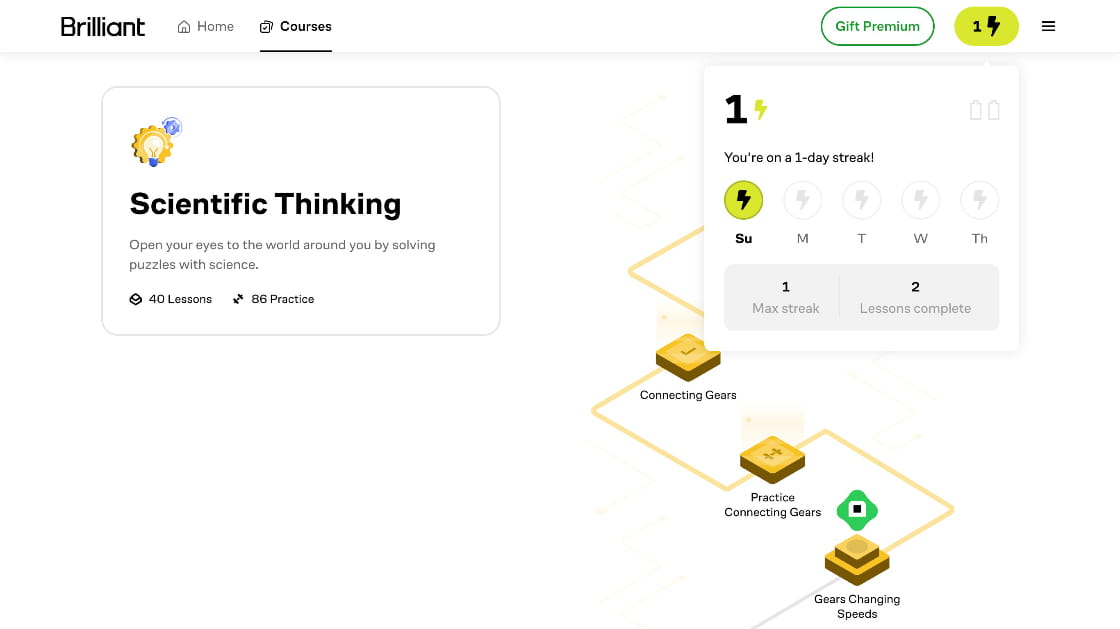 Brilliant
Home
Courses
Gift Premium
1
Scientific Thinking
Open your eyes to the world around you by solving
puzzles with science.
40 Lessons
86 Practice
1
You're on a 1-day streak!
Su
M
T
W
Th
1
2
Max streak
Lessons complete
Connecting Gears
Practice
Connecting Gears
Gears Changing
Speeds